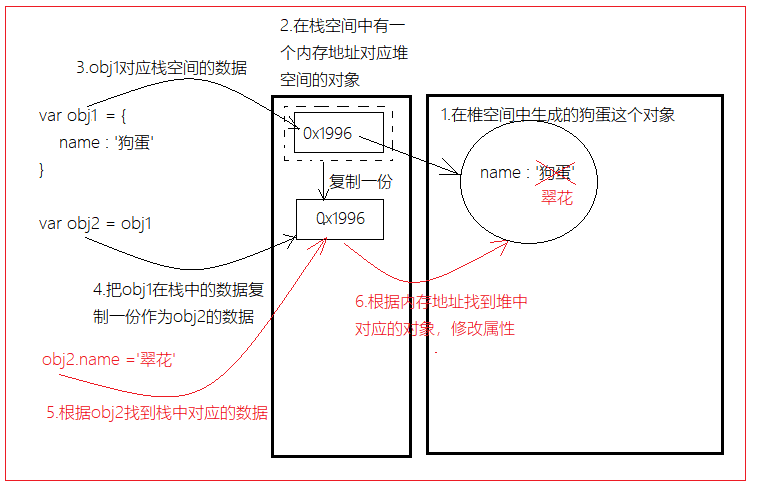 2.在栈空间中有一
个内存地址对应堆
空间的对象
3.obj1对应栈空间的数据
var obj1 = {
name : '狗蛋'
}
0x1996
复制一份
0x1996
1.在椎空间中生成的狗蛋这个对象
name : '狗蛋'
翠花
var obj2 = obj1
4.把obj1在栈中的数据复
制一份作为obj2的数据
obj2.name ='翠花'
5.根据obj2找到栈中对应的数据
6.根据内存地址找到堆中
对应的对象，修改属性